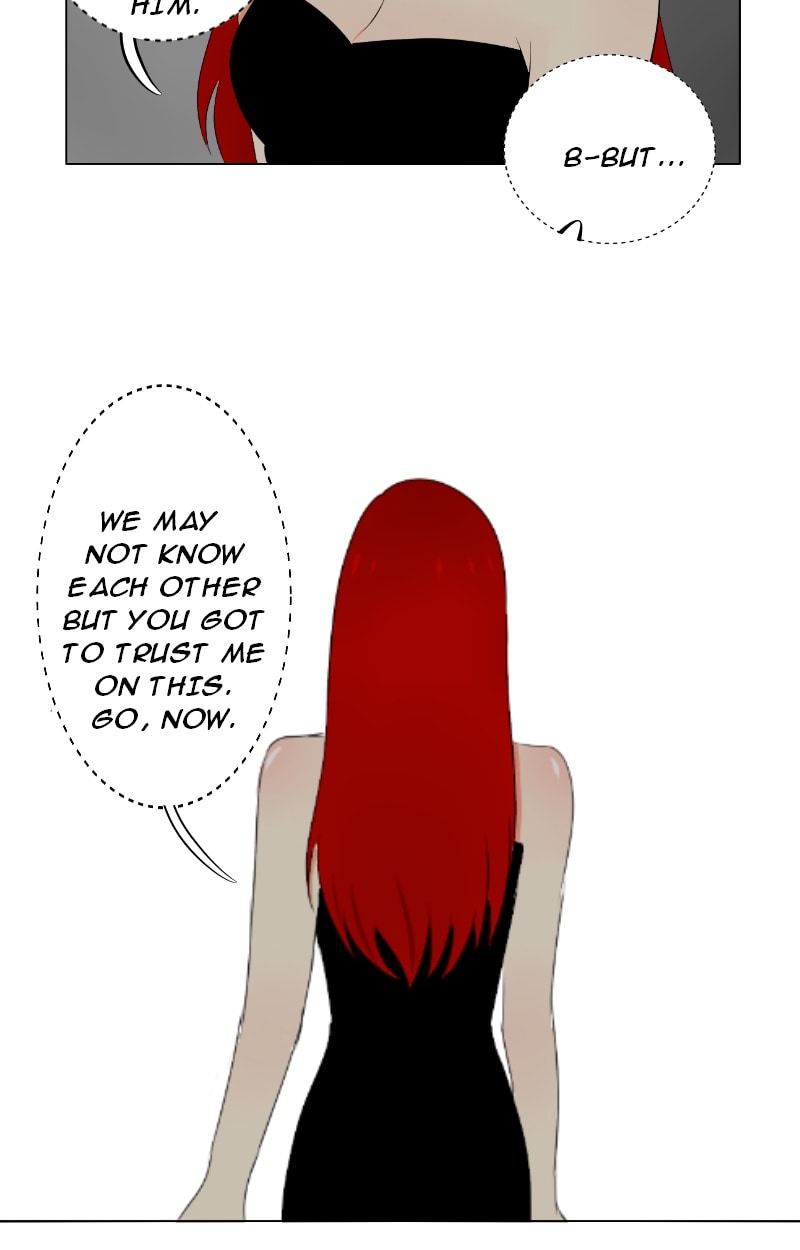 HIM.
B-BUT...
WE MAY
NOT KNOW
EACH OTHER
BUT YOU GOT
TO TRUST ME
ON THIS.
GO, NOW.